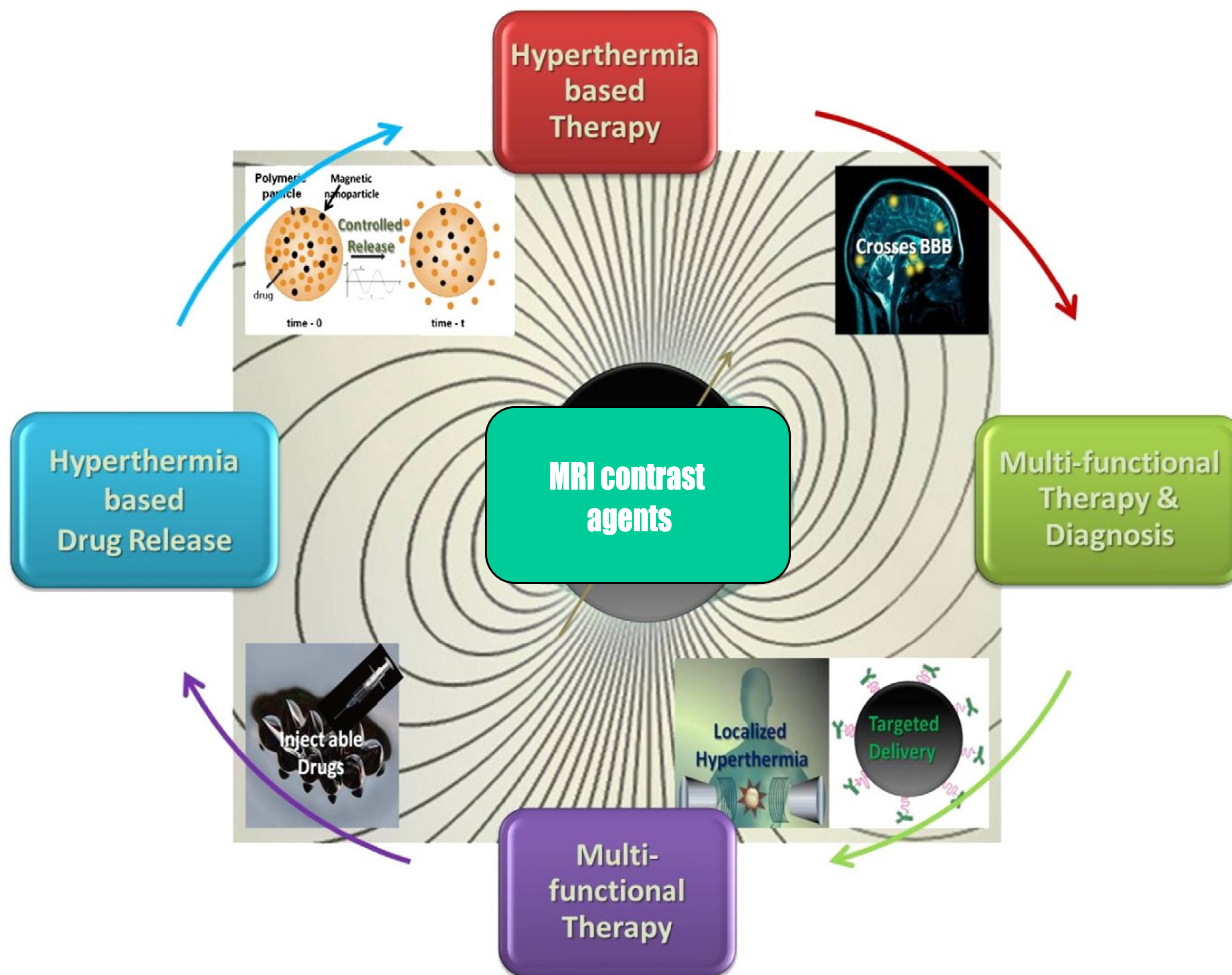 Hyperthermia
based
Therapy
Polymeric
particle
Magnetic
nanoparticle
Controlled
Release
drug
time - 0
time - t
Crosses BBB
Hyperthermia
based
Drug Release
MRI contrast
agents
Multi-functional
Therapy &
Diagnosis
Inject able
Drugs
Localized
Hyperthermia
Targeted
Delivery
Multi-
functional
Therapy